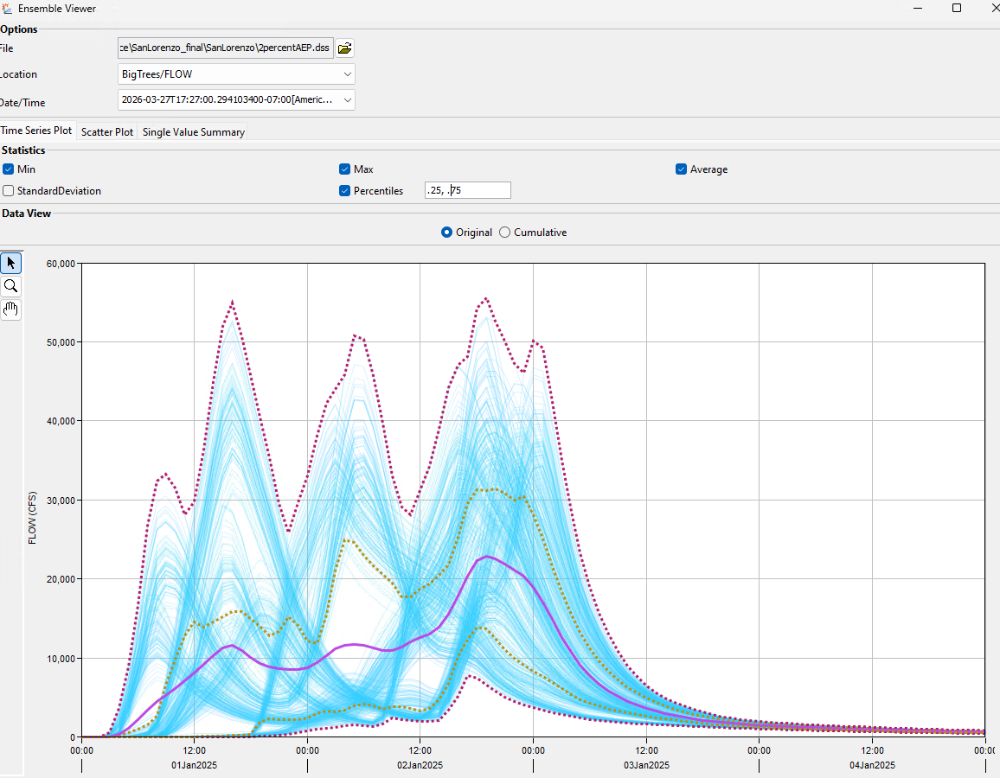 Ensemble Viewer
Options
File
ce\SanLorenzo_final\SanLorenzo\2percentAEP.dss
Location
BigTrees/FLOW
Date/Time
2026-03-27T17:27:00.294103400-07:00[Americ...
Time Series Plot Scatter Plot Single Value Summary
Statistics
Min Max Average
StandardDeviation Percentiles .25, .75
Data View
Original Cumulative
60,000
50,000
40,000
30,000
20,000
10,000
0
FLOW (CFS)
00:00 12:00 00:00 12:00 00:00 12:00 00:00 12:00 00:00
01Jan2025 02Jan2025 03Jan2025 04Jan2025